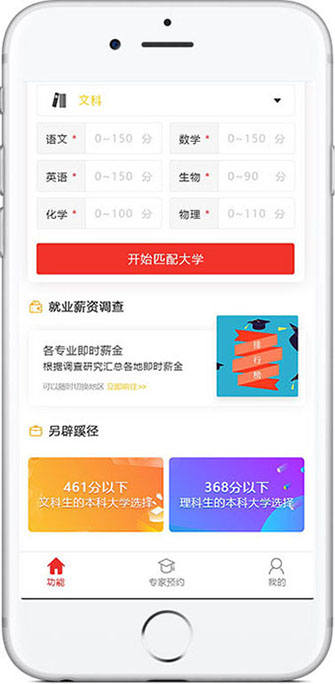 文科
语文 * 0~150 分 数学 * 0~150 分
英语 * 0~150 分 生物 * 0~90 分
化学 * 0~100 分 物理 * 0~110 分
开始匹配大学
就业薪资调查
各专业即时薪金
根据调查研究汇总各地即时薪金
可以随时切换地区 立即前往>>
排行榜
另辟蹊径
461分以下 368分以下
文科生的本科大学选择 理科生的本科大学选择
功能 专家预约 我的